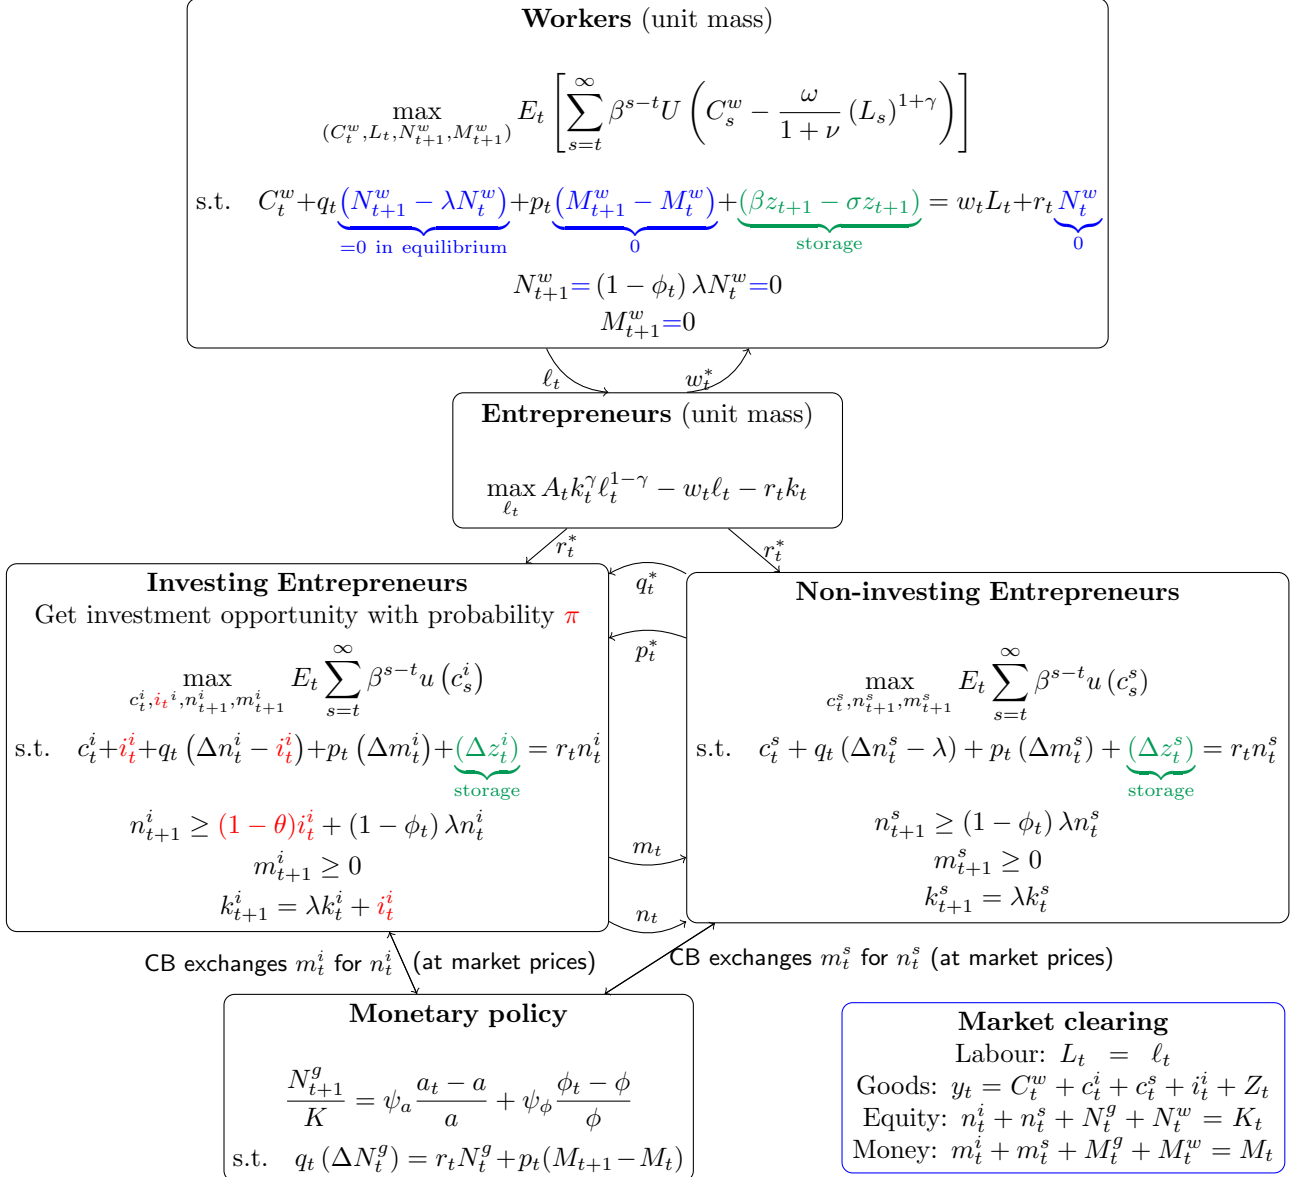 Workers (unit mass)
max_{(C_t^w, L_t, N_{t+1}^w, M_{t+1}^w)} E_t [ ∑_{s=t}^{∞} β^{s−t} U ( C_s^w − ω/(1+ν) (L_s)^{1+γ} ) ]
s.t. C_t^w + q_t (N_{t+1}^w − λN_t^w) + p_t (M_{t+1}^w − M_t^w) + (βz_{t+1} − σz_{t+1}) = w_t L_t + r_t N_t^w
=0 in equilibrium 0 storage 0
N_{t+1}^w = (1 − ϕ_t) λN_t^w = 0
M_{t+1}^w = 0
ℓ_t w_t^*
Entrepreneurs (unit mass)
max_{ℓ_t} A_t k_t^γ ℓ_t^{1−γ} − w_t ℓ_t − r_t k_t
r_t^* r_t^*
Investing Entrepreneurs
Get investment opportunity with probability π
max_{c_t^i, i_t^i, n_{t+1}^i, m_{t+1}^i} E_t ∑_{s=t}^{∞} β^{s−t} u (c_s^i)
s.t. c_t^i + i_t^i + q_t (Δn_t^i − i_t^i) + p_t (Δm_t^i) + (Δz_t^i) = r_t n_t^i
storage
n_{t+1}^i ≥ (1 − θ)i_t^i + (1 − ϕ_t) λn_t^i
m_{t+1}^i ≥ 0
k_{t+1}^i = λk_t^i + i_t^i
q_t^*
p_t^*
m_t
n_t
Non-investing Entrepreneurs
max_{c_t^s, n_{t+1}^s, m_{t+1}^s} E_t ∑_{s=t}^{∞} β^{s−t} u (c_s^s)
s.t. c_t^s + q_t (Δn_t^s − λ) + p_t (Δm_t^s) + (Δz_t^s) = r_t n_t^s
storage
n_{t+1}^s ≥ (1 − ϕ_t) λn_t^s
m_{t+1}^s ≥ 0
k_{t+1}^s = λk_t^s
CB exchanges m_t^i for n_t^i (at market prices)
CB exchanges m_t^s for n_t^s (at market prices)
Monetary policy
N_{t+1}^g / K = ψ_a (a_t − a)/a + ψ_ϕ (ϕ_t − ϕ)/ϕ
s.t. q_t (ΔN_t^g) = r_t N_t^g + p_t(M_{t+1} − M_t)
Market clearing
Labour: L_t = ℓ_t
Goods: y_t = C_t^w + c_t^i + c_t^s + i_t^i + Z_t
Equity: n_t^i + n_t^s + N_t^g + N_t^w = K_t
Money: m_t^i + m_t^s + M_t^g + M_t^w = M_t